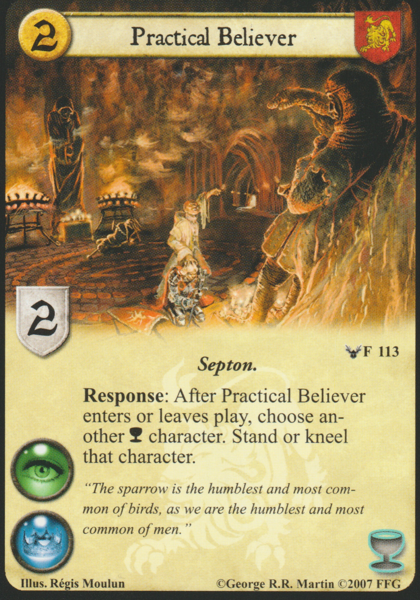 2
Practical Believer
2
F 113
Septon.
Response: After Practical Believer
enters or leaves play, choose an-
other character. Stand or kneel
that character.
“The sparrow is the humblest and most com-
mon of birds, as we are the humblest and most
common of men.”
Illus. Régis Moulun ©George R.R. Martin ©2007 FFG